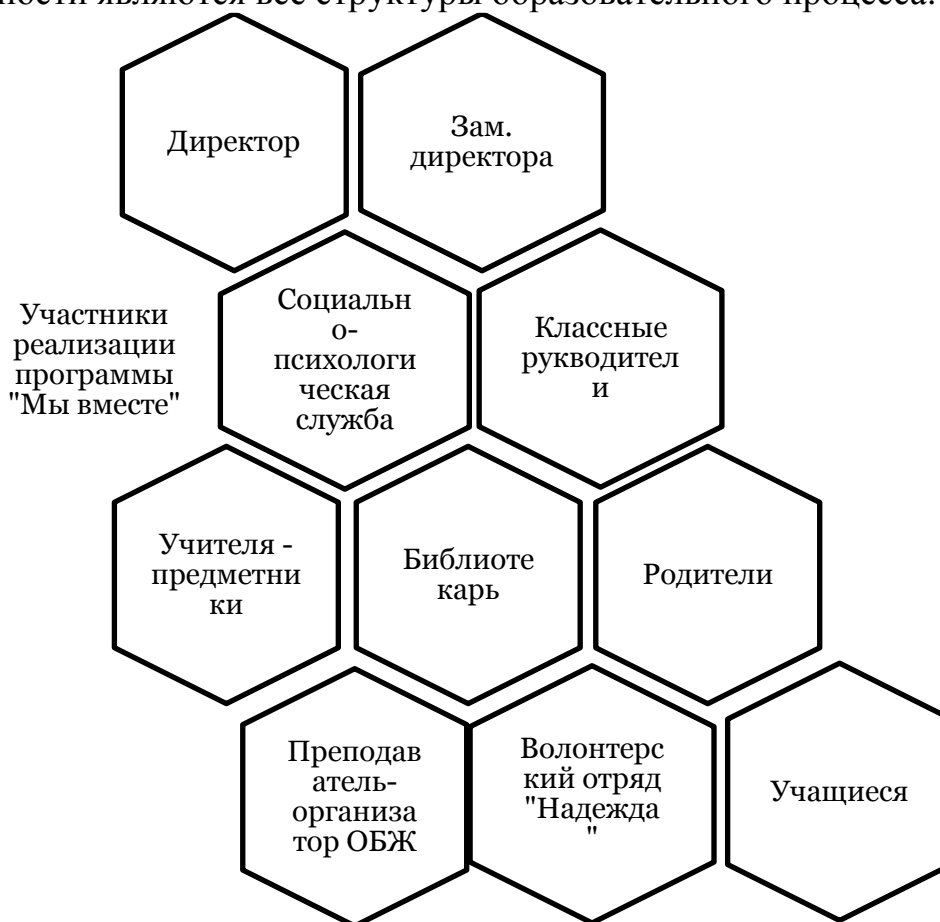 ности являются все структуры образовательного процесса.
Директор
Зам.
директора
Участники
реализации
программы
"Мы вместе"
Социальн
о-
психологи
ческая
служба
Классные
рукводител
и
Учителя -
предметни
ки
Библиоте
карь
Родители
Преподав
атель-
организа
тор ОБЖ
Волонтерс
кий отряд
"Надежда
"
Учащиеся